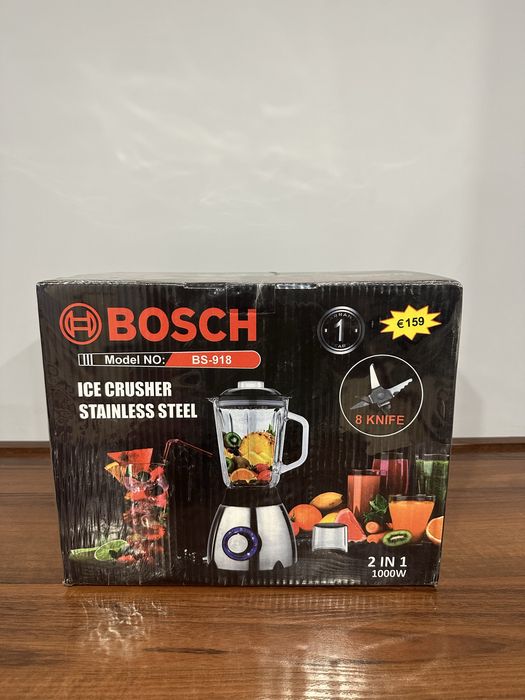 BOSCH
Model NO: BS-918
ICE CRUSHER
STAINLESS STEEL
1
€159
8 KNIFE
2 IN 1
1000W